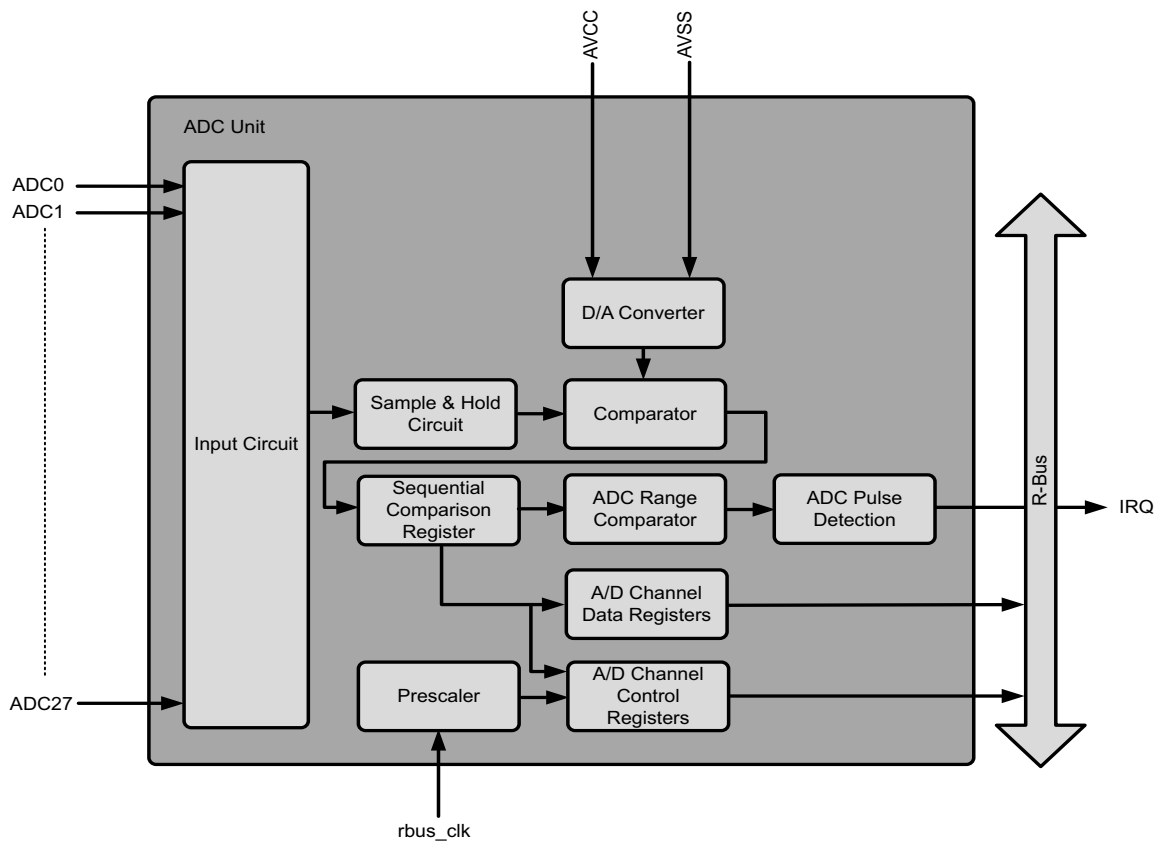 AVCC
AVSS
ADC Unit
ADC0
ADC1
D/A Converter
Sample & Hold
Circuit
Comparator
Input Circuit
Sequential
Comparison
Register
ADC Range
Comparator
ADC Pulse
Detection
R-Bus
IRQ
A/D Channel
Data Registers
ADC27
Prescaler
A/D Channel
Control
Registers
rbus_clk